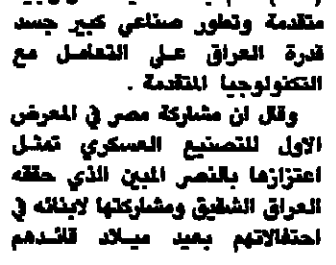 متقدمة وتطور صناعي كبير جسد
قدرة العراق على التعامل مع
التكنولوجيا المتقدمة .
وقال ان مشاركة مصر في المعرض
الاول للتصنيع العسكري تمثل
اعتزازها بالنصر المبين الذي حققه
العراق الشقيق ومشاركتها لابنائه في
احتفالاتهم بعيد ميلاد قائدهم